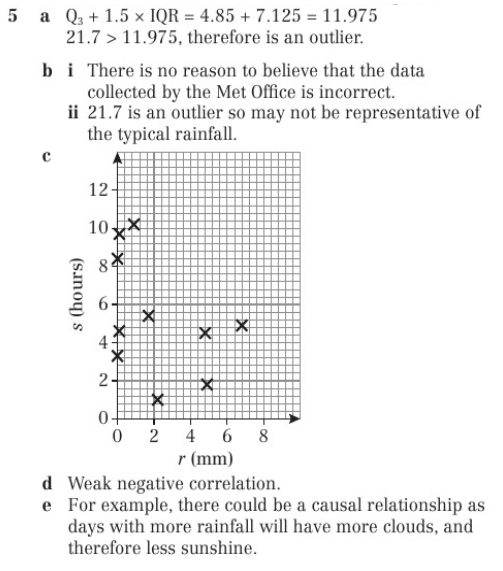 5 a Q₃ + 1.5 × IQR = 4.85 + 7.125 = 11.975
21.7 > 11.975, therefore is an outlier.
b i There is no reason to believe that the data
collected by the Met Office is incorrect.
ii 21.7 is an outlier so may not be representative of
the typical rainfall.
c
12
10
8
6
4
2
0
s (hours)
0 2 4 6 8
r (mm)
d Weak negative correlation.
e For example, there could be a causal relationship as
days with more rainfall will have more clouds, and
therefore less sunshine.